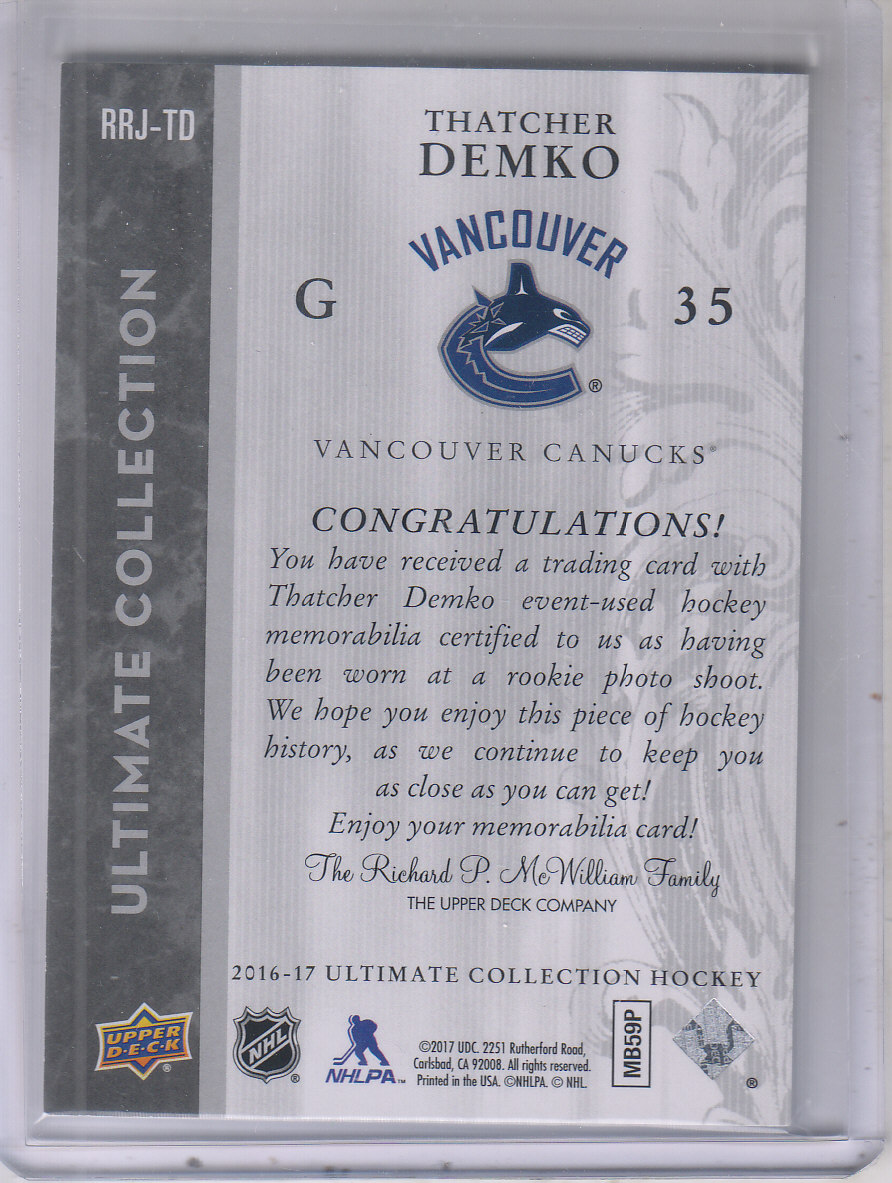 RRJ-TD
ULTIMATE COLLECTION
THATCHER
DEMKO
VANCOUVER
G
35
®
VANCOUVER CANUCKS®
CONGRATULATIONS!
You have received a trading card with
Thatcher Demko event-used hockey
memorabilia certified to us as having
been worn at a rookie photo shoot.
We hope you enjoy this piece of hockey
history, as we continue to keep you
as close as you can get!
Enjoy your memorabilia card!
The Richard P. McWilliam Family
THE UPPER DECK COMPANY
2016-17 ULTIMATE COLLECTION HOCKEY
UPPER
D·E·C·K
®
NHL
®
NHLPA™
©2017 UDC. 2251 Rutherford Road,
Carlsbad, CA 92008. All rights reserved.
Printed in the USA. ©NHLPA. © NHL.
MB59P
®